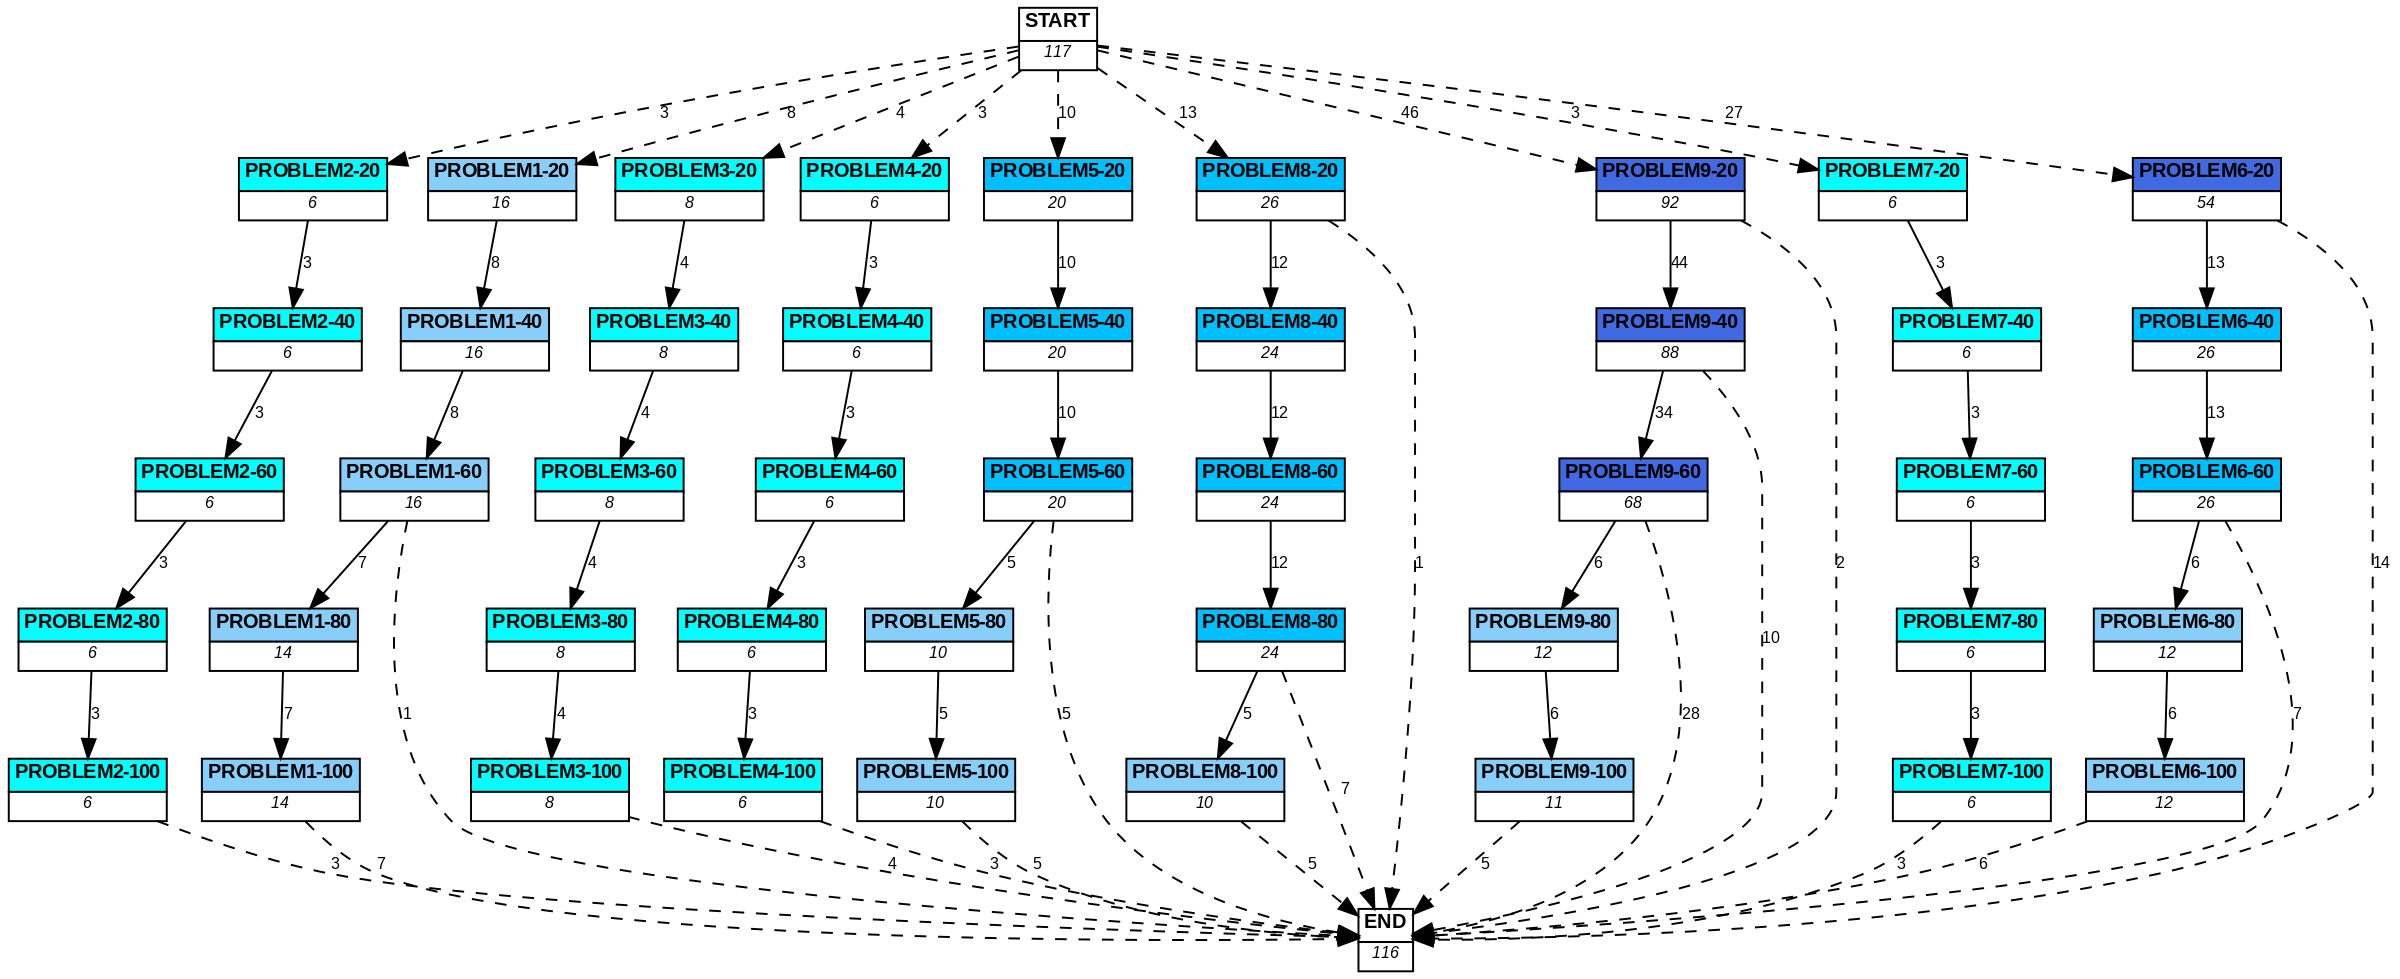 START
117
3
8
4
3
10
13
46
3
27
PROBLEM2-20
6
PROBLEM1-20
16
PROBLEM3-20
8
PROBLEM4-20
6
PROBLEM5-20
20
PROBLEM8-20
26
PROBLEM9-20
92
PROBLEM7-20
6
PROBLEM6-20
54
3
8
4
3
10
12
44
3
13
PROBLEM2-40
6
PROBLEM1-40
16
PROBLEM3-40
8
PROBLEM4-40
6
PROBLEM5-40
20
PROBLEM8-40
24
PROBLEM9-40
88
PROBLEM7-40
6
PROBLEM6-40
26
3
8
4
3
10
12
34
3
13
PROBLEM2-60
6
PROBLEM1-60
16
PROBLEM3-60
8
PROBLEM4-60
6
PROBLEM5-60
20
PROBLEM8-60
24
PROBLEM9-60
68
PROBLEM7-60
6
PROBLEM6-60
26
3
7
4
3
5
12
1
6
2
3
6
14
PROBLEM2-80
6
PROBLEM1-80
14
PROBLEM3-80
8
PROBLEM4-80
6
PROBLEM5-80
10
PROBLEM8-80
24
PROBLEM9-80
12
10
PROBLEM7-80
6
PROBLEM6-80
12
3
7
1
4
3
5
5
5
6
28
3
6
7
PROBLEM2-100
6
PROBLEM1-100
14
PROBLEM3-100
8
PROBLEM4-100
6
PROBLEM5-100
10
PROBLEM8-100
10
7
PROBLEM9-100
11
PROBLEM7-100
6
PROBLEM6-100
12
3
7
4
3
5
5
5
3
6
END
116